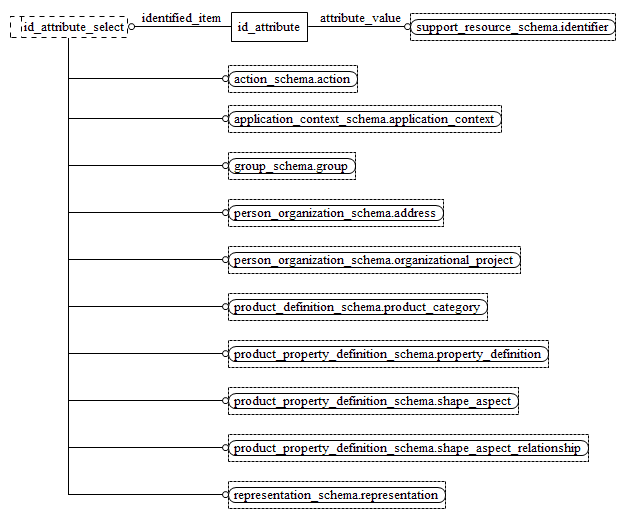 identified_item attribute_value
id_attribute_select id_attribute support_resource_schema.identifier
action_schema.action
application_context_schema.application_context
group_schema.group
person_organization_schema.address
person_organization_schema.organizational_project
product_definition_schema.product_category
product_property_definition_schema.property_definition
product_property_definition_schema.shape_aspect
product_property_definition_schema.shape_aspect_relationship
representation_schema.representation